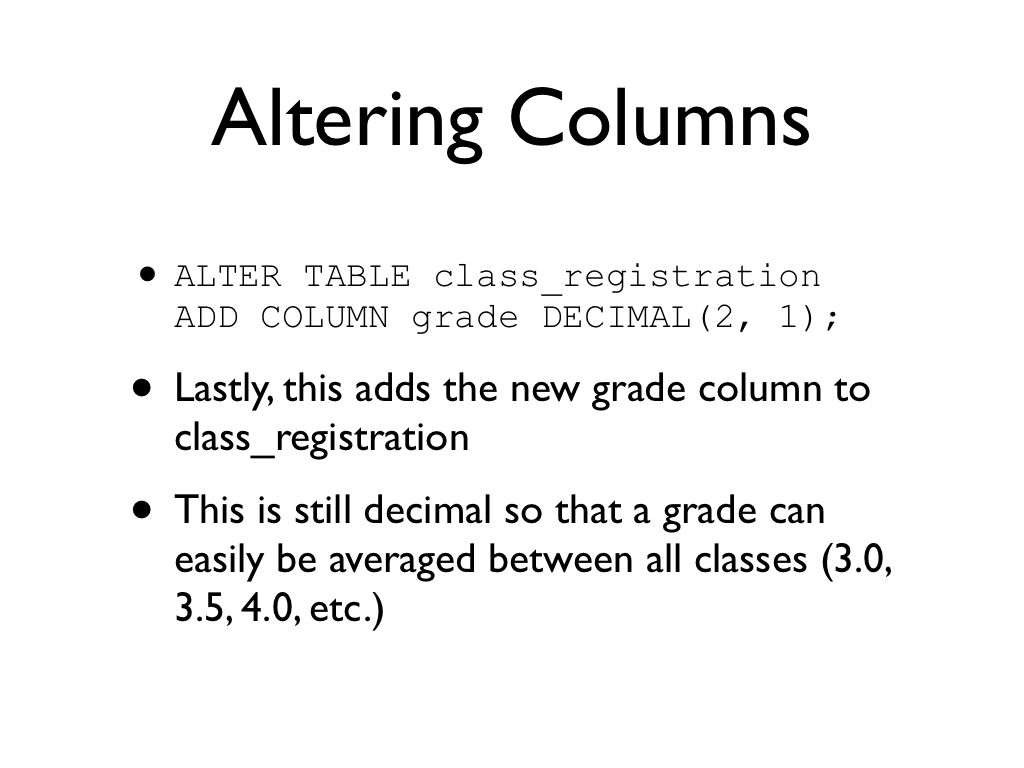 Altering Columns
• ALTER TABLE class_registration
ADD COLUMN grade DECIMAL(2, 1);
• Lastly, this adds the new grade column to
class_registration
• This is still decimal so that a grade can
easily be averaged between all classes (3.0,
3.5, 4.0, etc.)